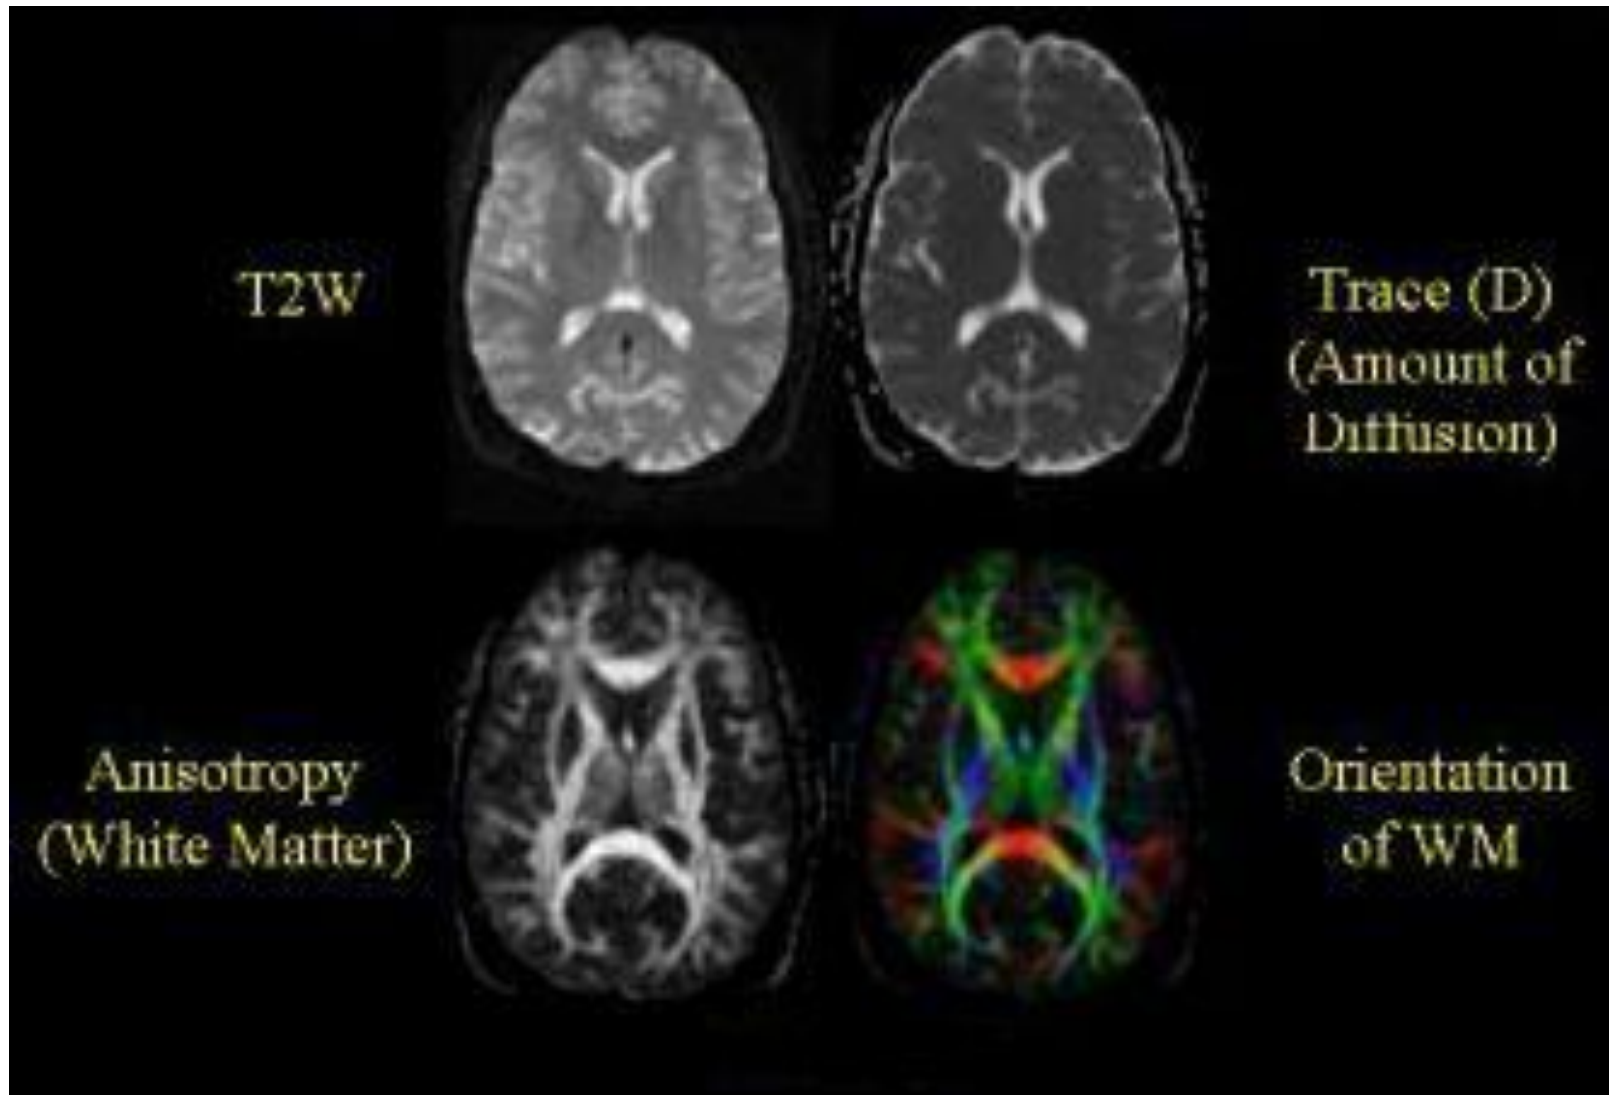 T2W
Trace (D)
(Amount of
Diffusion)
Anisotropy
(White Matter)
Orientation
of WM